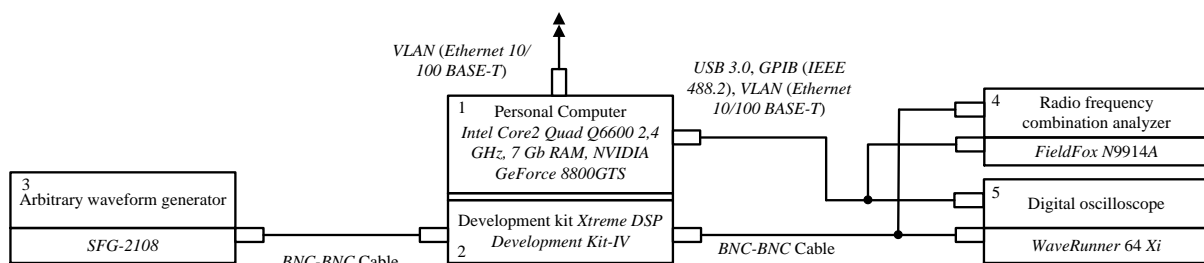 VLAN (Ethernet 10/
100 BASE-T)
USB 3.0, GPIB (IEEE
488.2), VLAN (Ethernet
10/100 BASE-T)
1
Personal Computer
Intel Core2 Quad Q6600 2,4
GHz, 7 Gb RAM, NVIDIA
GeForce 8800GTS
4
Radio frequency
combination analyzer
FieldFox N9914A
3
Arbitrary waveform generator
SFG-2108
BNC-BNC Cable
Development kit Xtreme DSP
Development Kit-IV
2
BNC-BNC Cable
5
Digital oscilloscope
WaveRunner 64 Xi